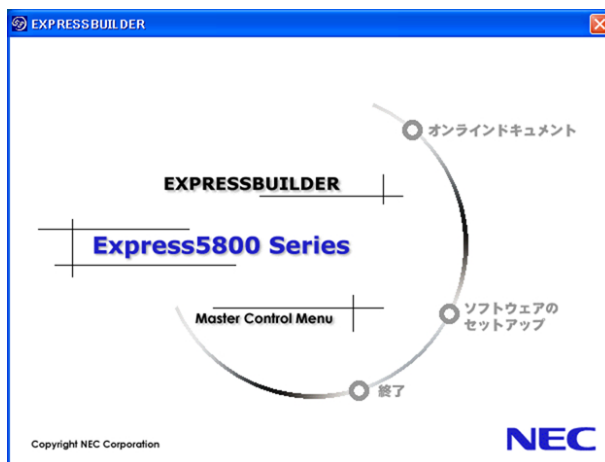 EXPRESSBUILDER
オンラインドキュメント
EXPRESSBUILDER
Express5800 Series
ソフトウェアの
セットアップ
Master Control Menu
終了
Copyright NEC Corporation
NEC